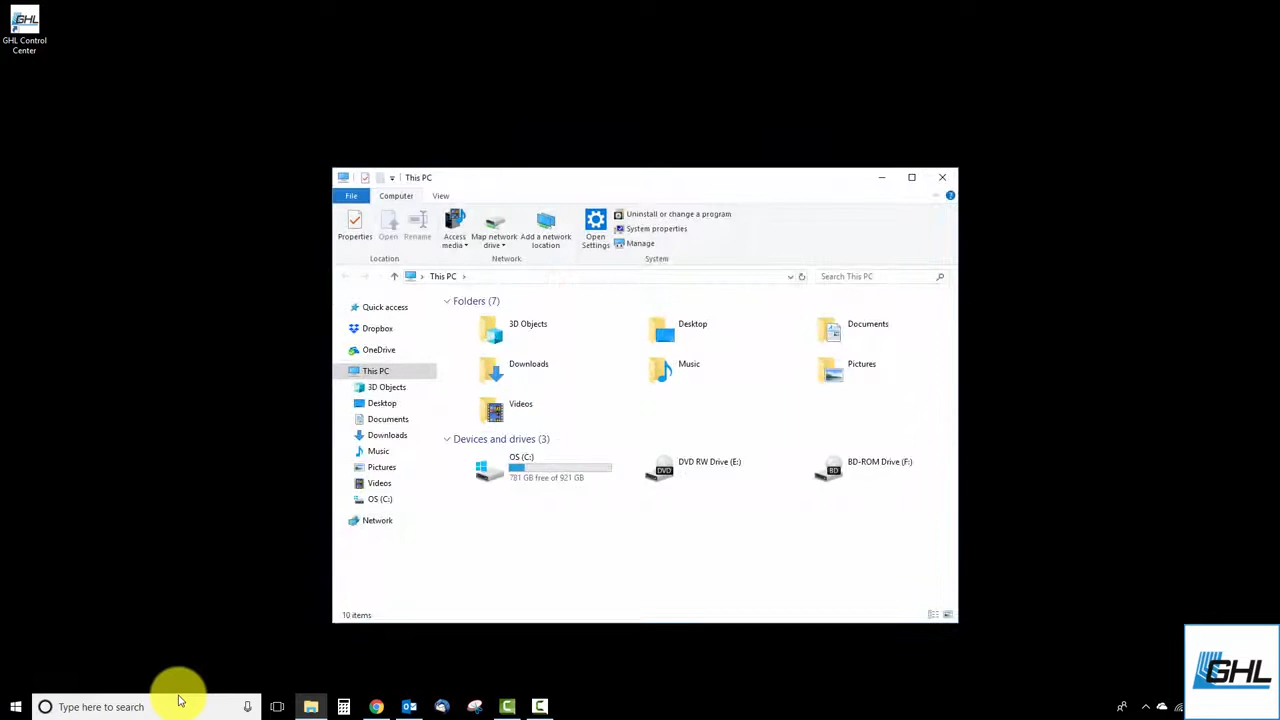 GHL
GHL Control
Center
This PC
File
Computer
View
Properties
Open
Rename
Access
media
Map network
drive
Add a network
location
Open
Settings
Uninstall or change a program
System properties
Manage
Location
Network
System
This PC
Search This PC
Quick access
Dropbox
OneDrive
This PC
3D Objects
Desktop
Documents
Downloads
Music
Pictures
Videos
OS (C:)
Network
Folders (7)
3D Objects
Desktop
Documents
Downloads
Music
Pictures
Videos
Devices and drives (3)
OS (C:)
781 GB free of 921 GB
DVD
DVD RW Drive (E:)
BD
BD-ROM Drive (F:)
10 items
Type here to search
GHL